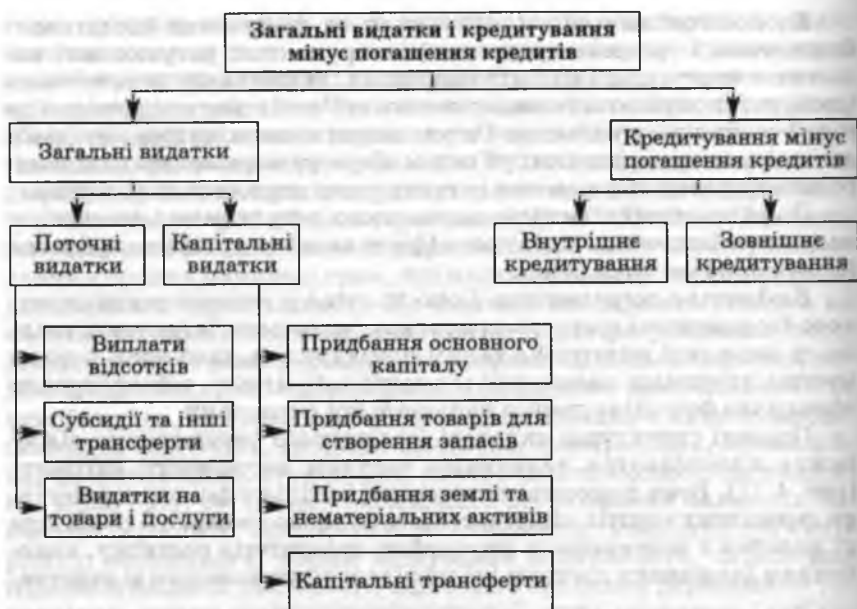 Загальні видатки і кредитування
мінус погашення кредитів
Загальні видатки
Кредитування мінус
погашення кредитів
Поточні
видатки
Капітальні
видатки
Внутрішнє
кредитування
Зовнішнє
кредитування
Виплати
відсотків
Субсидії та інші
трансферти
Видатки на
товари і послуги
Придбання основного
капіталу
Придбання товарів для
створення запасів
Придбання землі та
нематеріальних активів
Капітальні трансферти